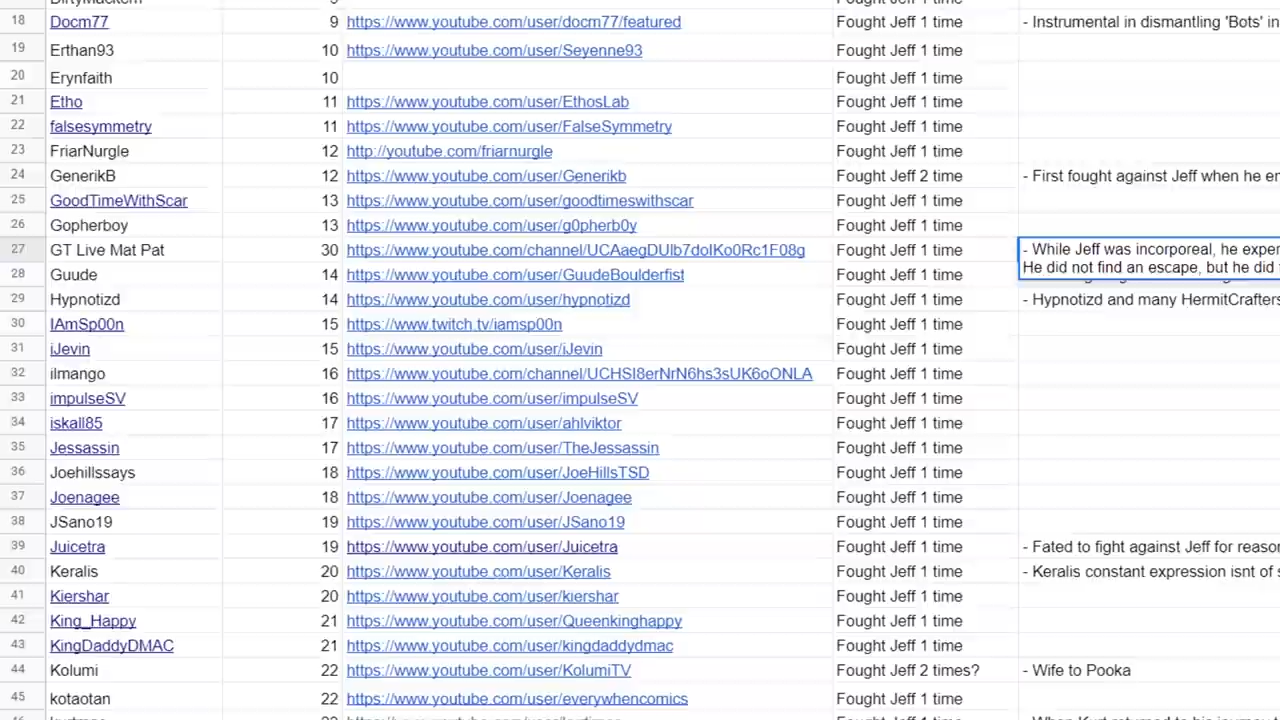 DirtyMackem 9 Fought Jeff 1 time
18 Docm77 9 https://www.youtube.com/user/docm77/featured Fought Jeff 1 time - Instrumental in dismantling 'Bots' in
19 Erthan93 10 https://www.youtube.com/user/Seyenne93 Fought Jeff 1 time
20 Erynfaith 10 Fought Jeff 1 time
21 Etho 11 https://www.youtube.com/user/EthosLab Fought Jeff 1 time
22 falsesymmetry 11 https://www.youtube.com/user/FalseSymmetry Fought Jeff 1 time
23 FriarNurgle 12 http://youtube.com/friarnurgle Fought Jeff 1 time
24 GenerikB 12 https://www.youtube.com/user/Generikb Fought Jeff 2 time - First fought against Jeff when he en
25 GoodTimeWithScar 13 https://www.youtube.com/user/goodtimeswithscar Fought Jeff 1 time
26 Gopherboy 13 https://www.youtube.com/user/g0pherb0y Fought Jeff 1 time
27 GT Live Mat Pat 30 https://www.youtube.com/channel/UCAaegDUlb7dolKo0Rc1F08g Fought Jeff 1 time - While Jeff was incorporeal, he exper
He did not find an escape, but he did
28 Guude 14 https://www.youtube.com/user/GuudeBoulderfist Fought Jeff 1 time
29 Hypnotizd 14 https://www.youtube.com/user/hypnotizd Fought Jeff 1 time - Hypnotizd and many HermitCrafters
30 IAmSp00n 15 https://www.twitch.tv/iamsp00n Fought Jeff 1 time
31 iJevin 15 https://www.youtube.com/user/iJevin Fought Jeff 1 time
32 ilmango 16 https://www.youtube.com/channel/UCHSI8erNrN6hs3sUK6oONLA Fought Jeff 1 time
33 impulseSV 16 https://www.youtube.com/user/impulseSV Fought Jeff 1 time
34 iskall85 17 https://www.youtube.com/user/ahlviktor Fought Jeff 1 time
35 Jessassin 17 https://www.youtube.com/user/TheJessassin Fought Jeff 1 time
36 Joehillssays 18 https://www.youtube.com/user/JoeHillsTSD Fought Jeff 1 time
37 Joenagee 18 https://www.youtube.com/user/Joenagee Fought Jeff 1 time
38 JSano19 19 https://www.youtube.com/user/JSano19 Fought Jeff 1 time
39 Juicetra 19 https://www.youtube.com/user/Juicetra Fought Jeff 1 time - Fated to fight against Jeff for reason
40 Keralis 20 https://www.youtube.com/user/Keralis Fought Jeff 1 time - Keralis constant expression isnt of s
41 Kiershar 20 https://www.youtube.com/user/kiershar Fought Jeff 1 time
42 King_Happy 21 https://www.youtube.com/user/Queenkinghappy Fought Jeff 1 time
43 KingDaddyDMAC 21 https://www.youtube.com/user/kingdaddydmac Fought Jeff 1 time
44 Kolumi 22 https://www.youtube.com/user/KolumiTV Fought Jeff 2 times? - Wife to Pooka
45 kotaotan 22 https://www.youtube.com/user/everywhencomics Fought Jeff 1 time